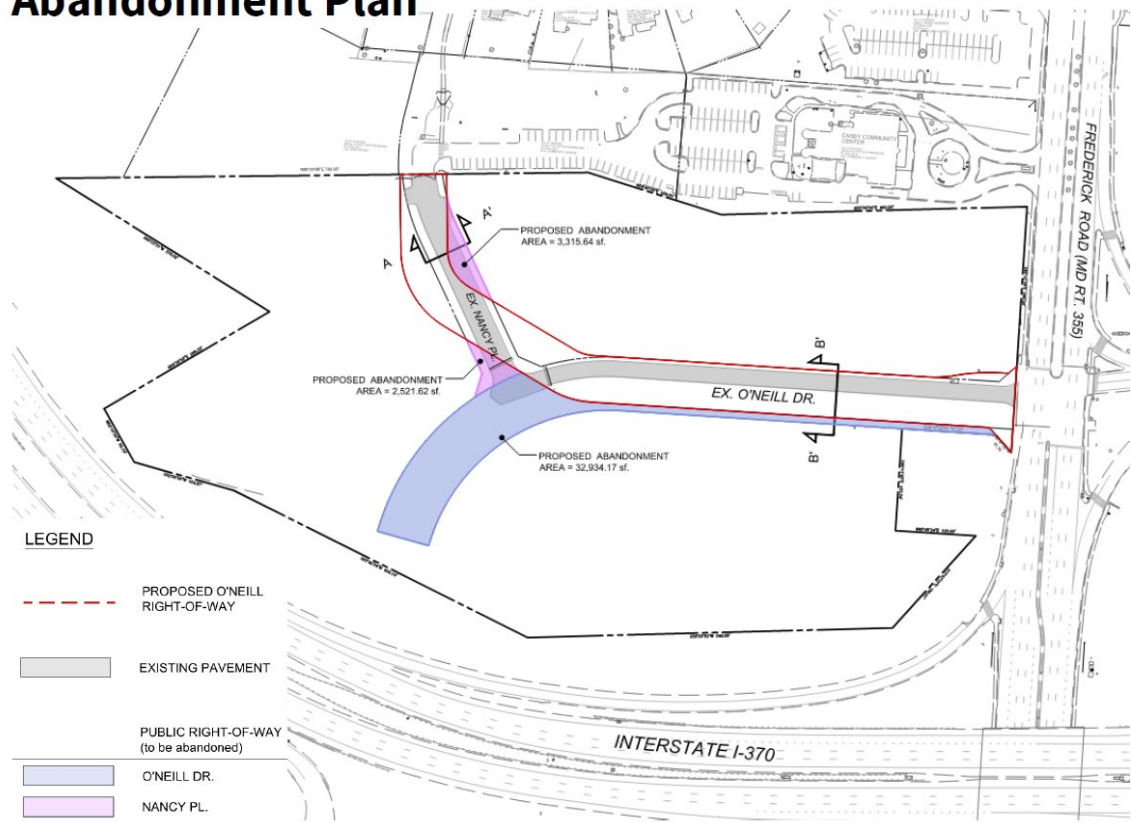 Abandonment Plan
CASEY COMMUNITY
CENTER
FREDERICK ROAD (MD RT. 355)
A'
PROPOSED ABANDONMENT
AREA = 3,315.64 sf.
A
EX. NANCY PL.
B'
PROPOSED ABANDONMENT
AREA = 2,521.62 sf.
EX. O'NEILL DR.
B'
PROPOSED ABANDONMENT
AREA = 32,934.17 sf.
LEGEND
PROPOSED O'NEILL
RIGHT-OF-WAY
EXISTING PAVEMENT
PUBLIC RIGHT-OF-WAY
(to be abandoned)
O'NEILL DR.
NANCY PL.
INTERSTATE I-370